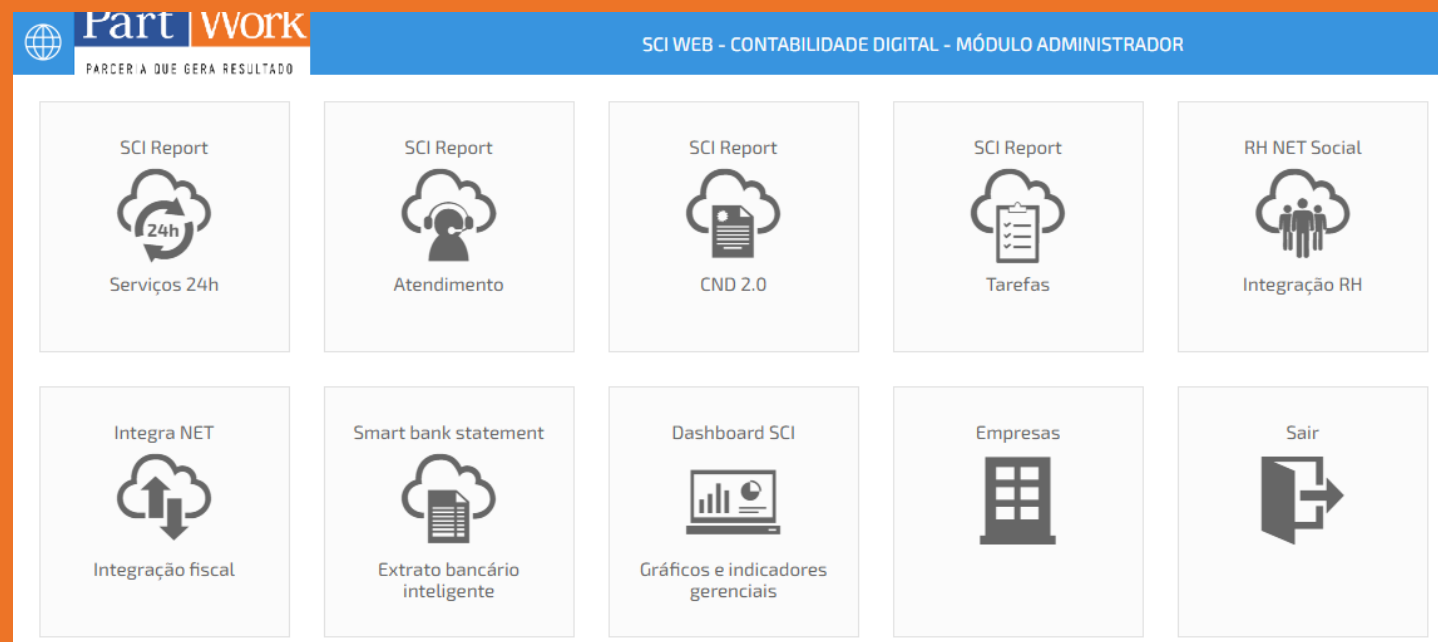 Part Work
PARCERIA QUE GERA RESULTADO
SCI WEB - CONTABILIDADE DIGITAL - MÓDULO ADMINISTRADOR
SCI Report
24h
Serviços 24h
SCI Report
Atendimento
SCI Report
CND 2.0
SCI Report
Tarefas
RH NET Social
Integração RH
Integra NET
Integração fiscal
Smart bank statement
Extrato bancário
inteligente
Dashboard SCI
Gráficos e indicadores
gerenciais
Empresas
Sair